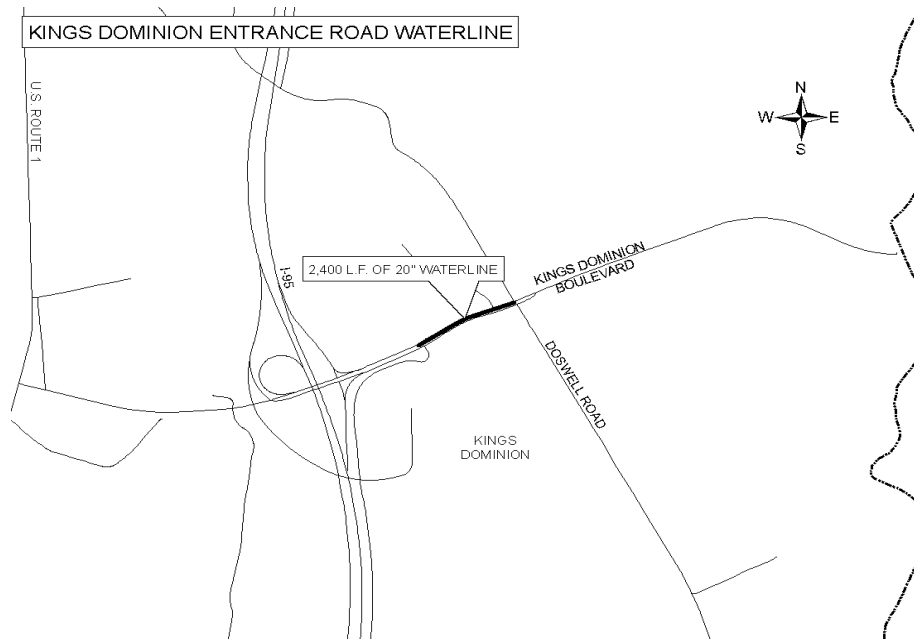 KINGS DOMINION ENTRANCE ROAD WATERLINE
U.S. ROUTE 1
N
W
E
S
I-95
2,400 L.F. OF 20" WATERLINE
KINGS DOMINION
BOULEVARD
DOSWELL ROAD
KINGS
DOMINION